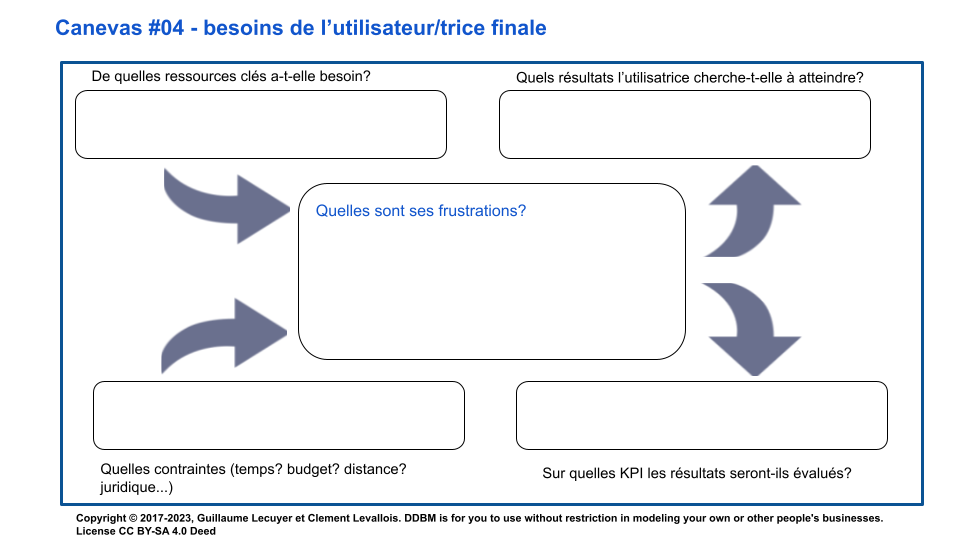 Canevas #04 - besoins de l’utilisateur/trice finale
De quelles ressources clés a-t-elle besoin?
Quels résultats l’utilisatrice cherche-t-elle à atteindre?
Quelles sont ses frustrations?
Quelles contraintes (temps? budget? distance?
juridique...)
Sur quelles KPI les résultats seront-ils évalués?
Copyright © 2017-2023, Guillaume Lecuyer et Clement Levallois. DDBM is for you to use without restriction in modeling your own or other people's businesses.
License CC BY-SA 4.0 Deed